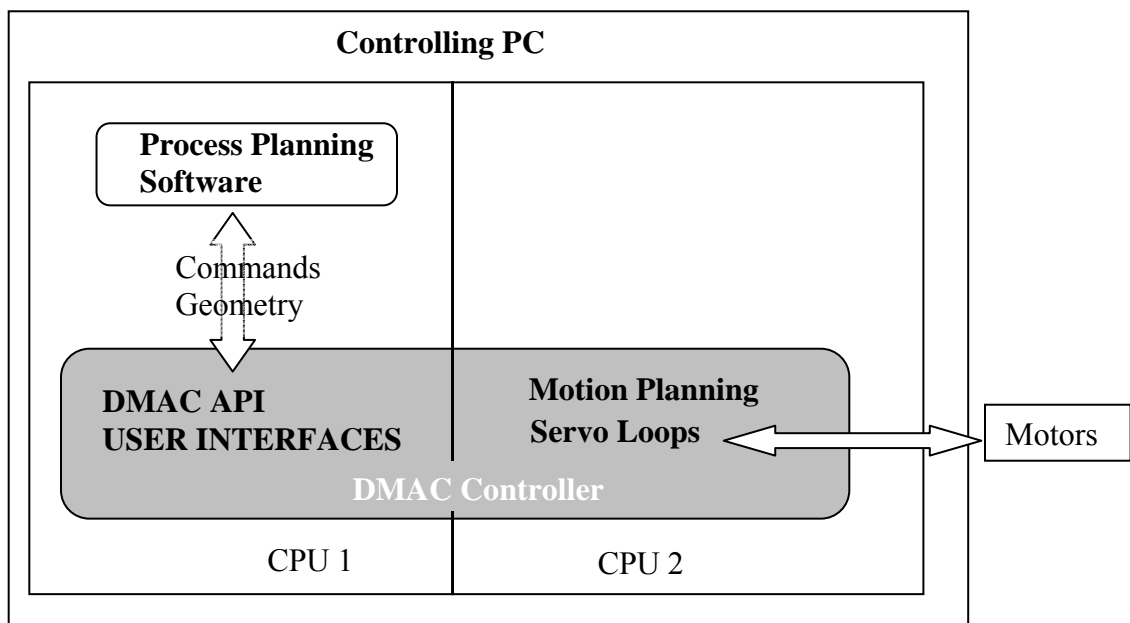 Controlling PC
Process Planning
Software
Commands
Geometry
DMAC API
USER INTERFACES
Motion Planning
Servo Loops
Motors
DMAC Controller
CPU 1
CPU 2